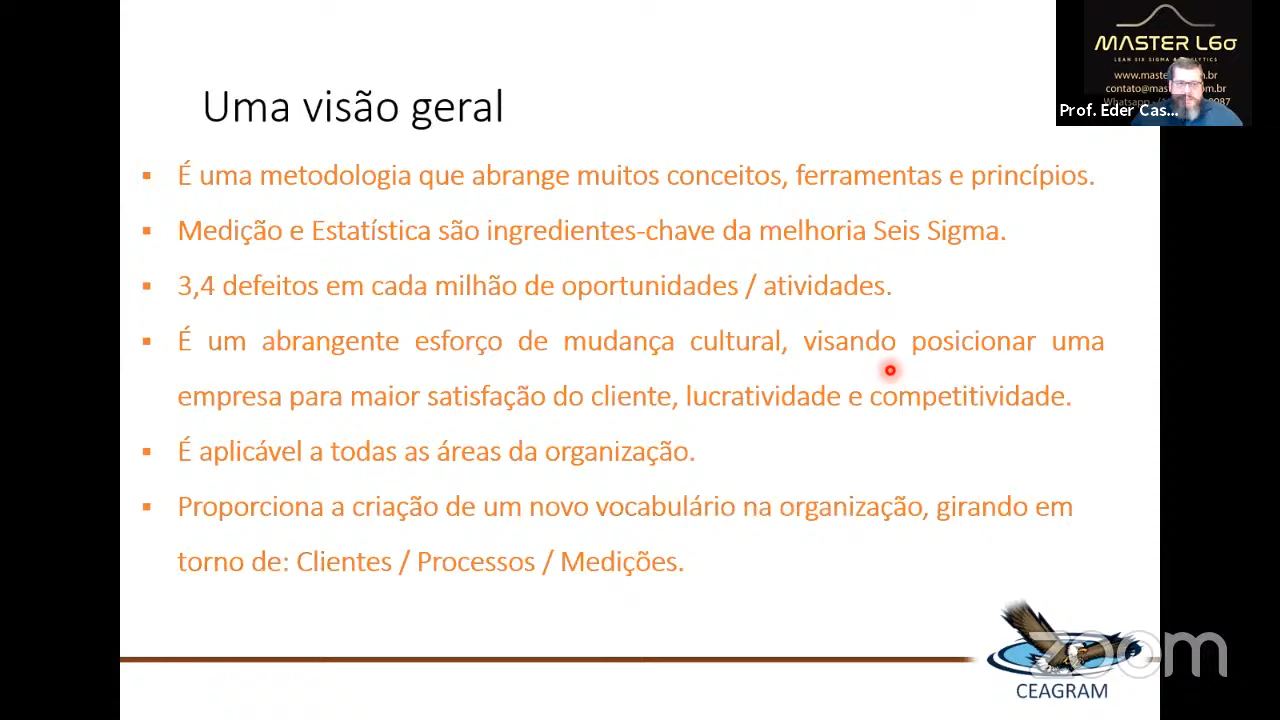 MASTER L6σ
LEAN SIX SIGMA & ANALYTICS
www.maste
.br
contato@mas
om.br
Prof. Eder Cas...
Uma visão geral
▪ É uma metodologia que abrange muitos conceitos, ferramentas e princípios.
▪ Medição e Estatística são ingredientes-chave da melhoria Seis Sigma.
▪ 3,4 defeitos em cada milhão de oportunidades / atividades.
▪ É um abrangente esforço de mudança cultural, visando posicionar uma
empresa para maior satisfação do cliente, lucratividade e competitividade.
▪ É aplicável a todas as áreas da organização.
▪ Proporciona a criação de um novo vocabulário na organização, girando em
torno de: Clientes / Processos / Medições.
zoom
CEAGRAM